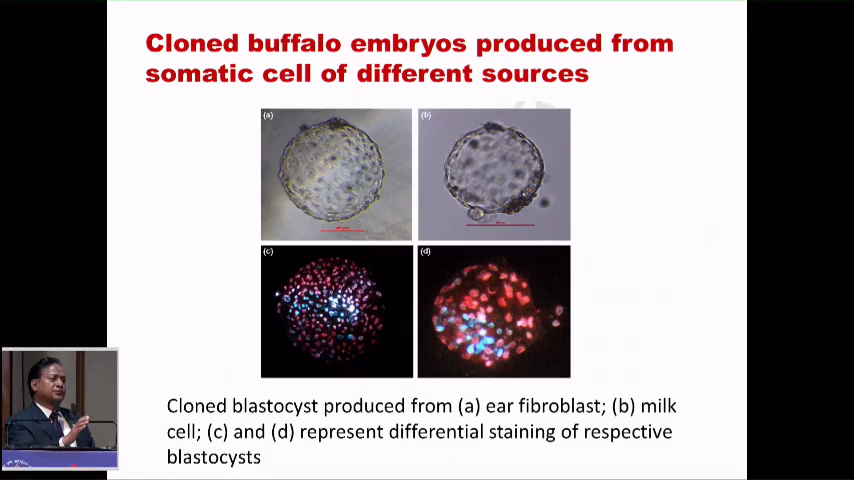 Cloned buffalo embryos produced from
somatic cell of different sources
(a)
(b)
(c)
(d)
Cloned blastocyst produced from (a) ear fibroblast; (b) milk
cell; (c) and (d) represent differential staining of respective
blastocysts